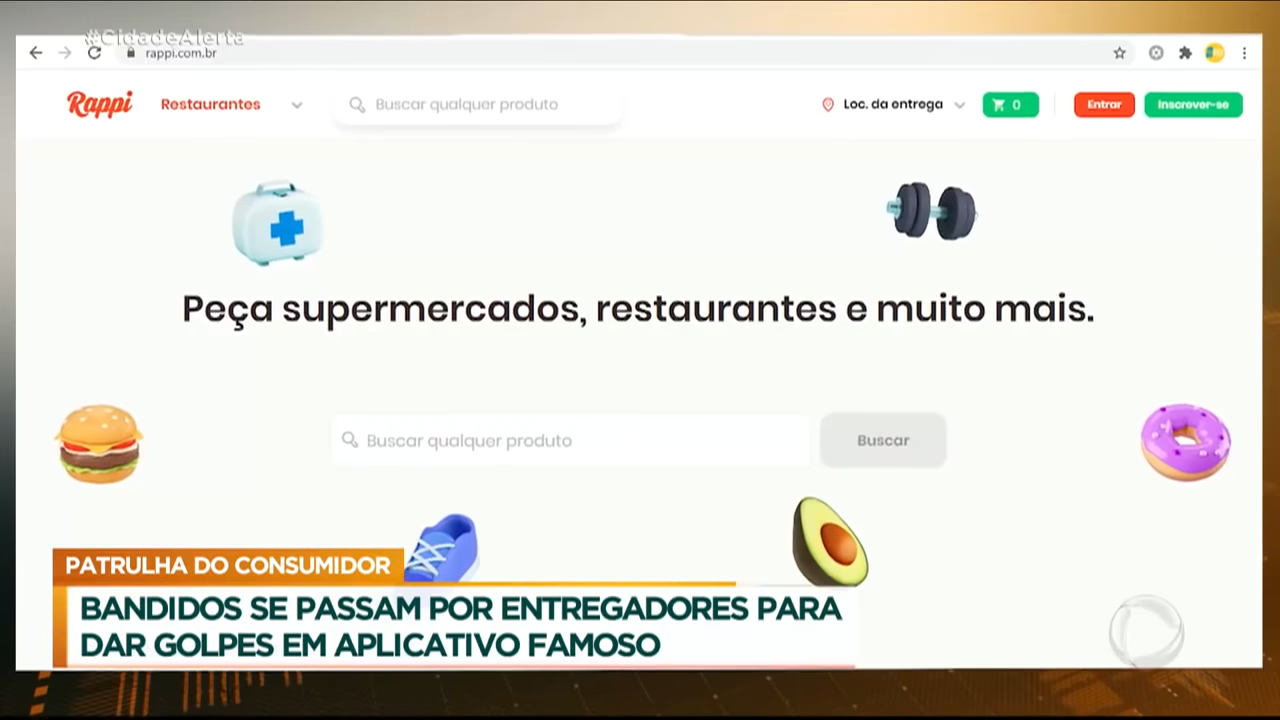 #CidadeAlerta
rappi.com.br
Rappi
Restaurantes
Buscar qualquer produto
Loc. da entrega
0
Entrar
Inscrever-se
Peça supermercados, restaurantes e muito mais.
Buscar qualquer produto
Buscar
PATRULHA DO CONSUMIDOR
BANDIDOS SE PASSAM POR ENTREGADORES PARA
DAR GOLPES EM APLICATIVO FAMOSO